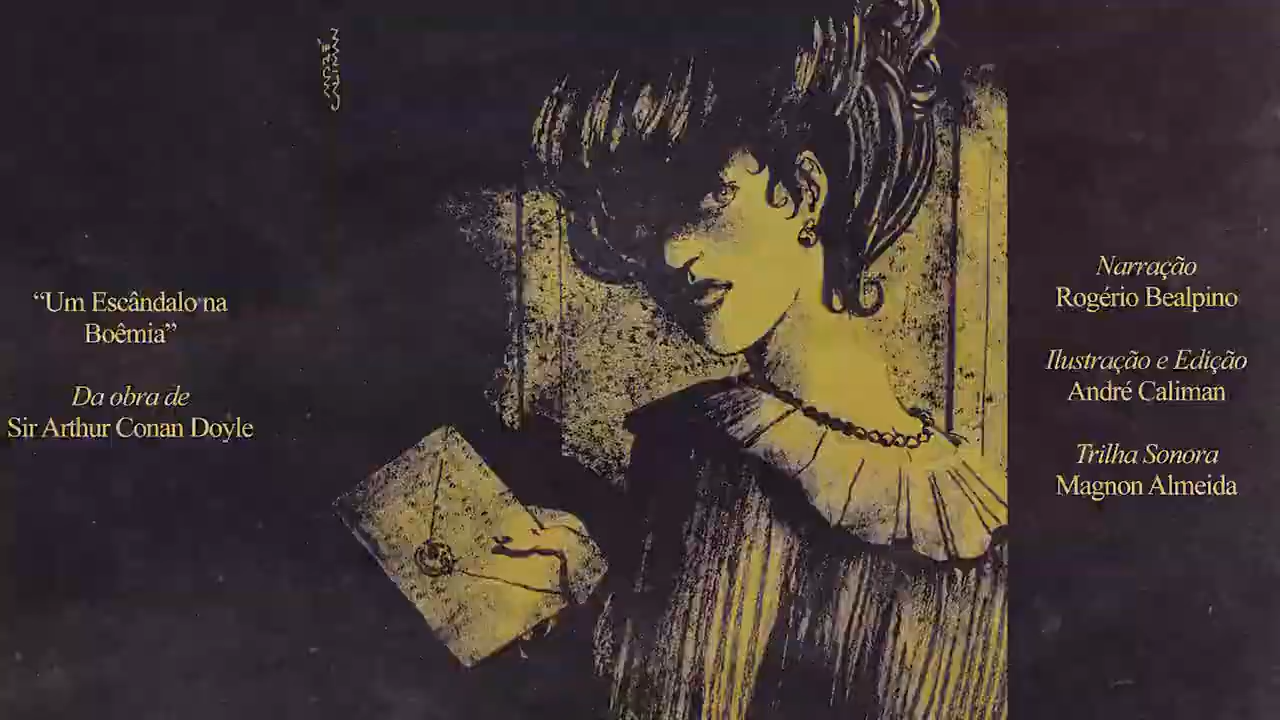 “Um Escândalo na
Boêmia”
Da obra de
Sir Arthur Conan Doyle
Narração
Rogério Bealpino
Ilustração e Edição
André Caliman
Trilha Sonora
Magnon Almeida